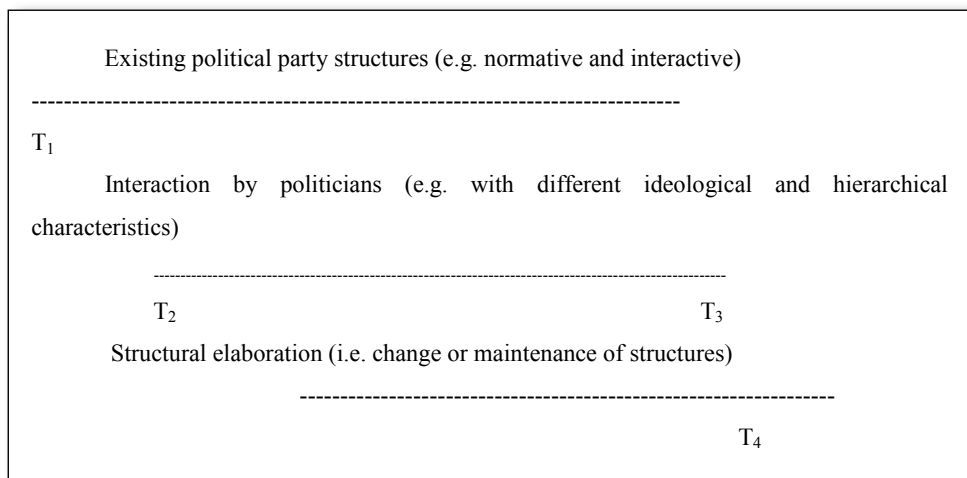 Existing political party structures (e.g. normative and interactive)
--------------------------------------------------------------------------------
T₁
Interaction by politicians (e.g. with different ideological and hierarchical
characteristics)
--------------------------------------------------------------------------------------------------------------
T₂ T₃
Structural elaboration (i.e. change or maintenance of structures)
------------------------------------------------------------------
T₄